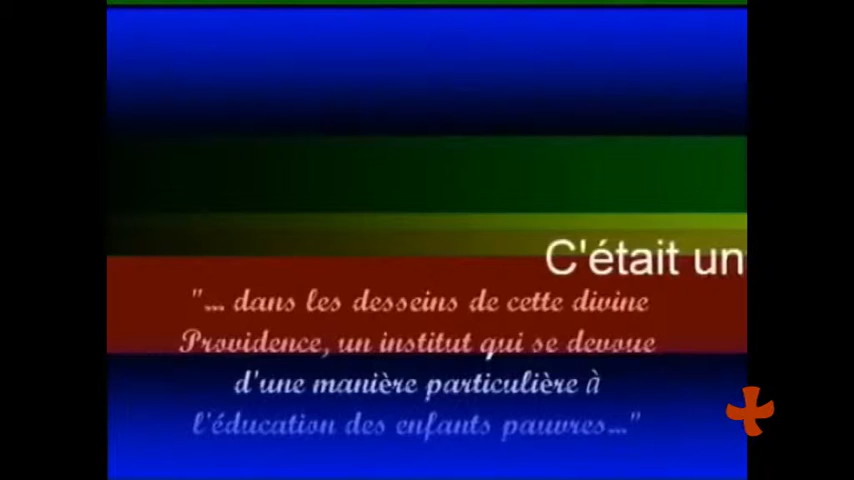 C'était un
"... dans les desseins de cette divine
Providence, un institut qui se devoue
d'une manière particulière à
l'éducation des enfants pauvres..."